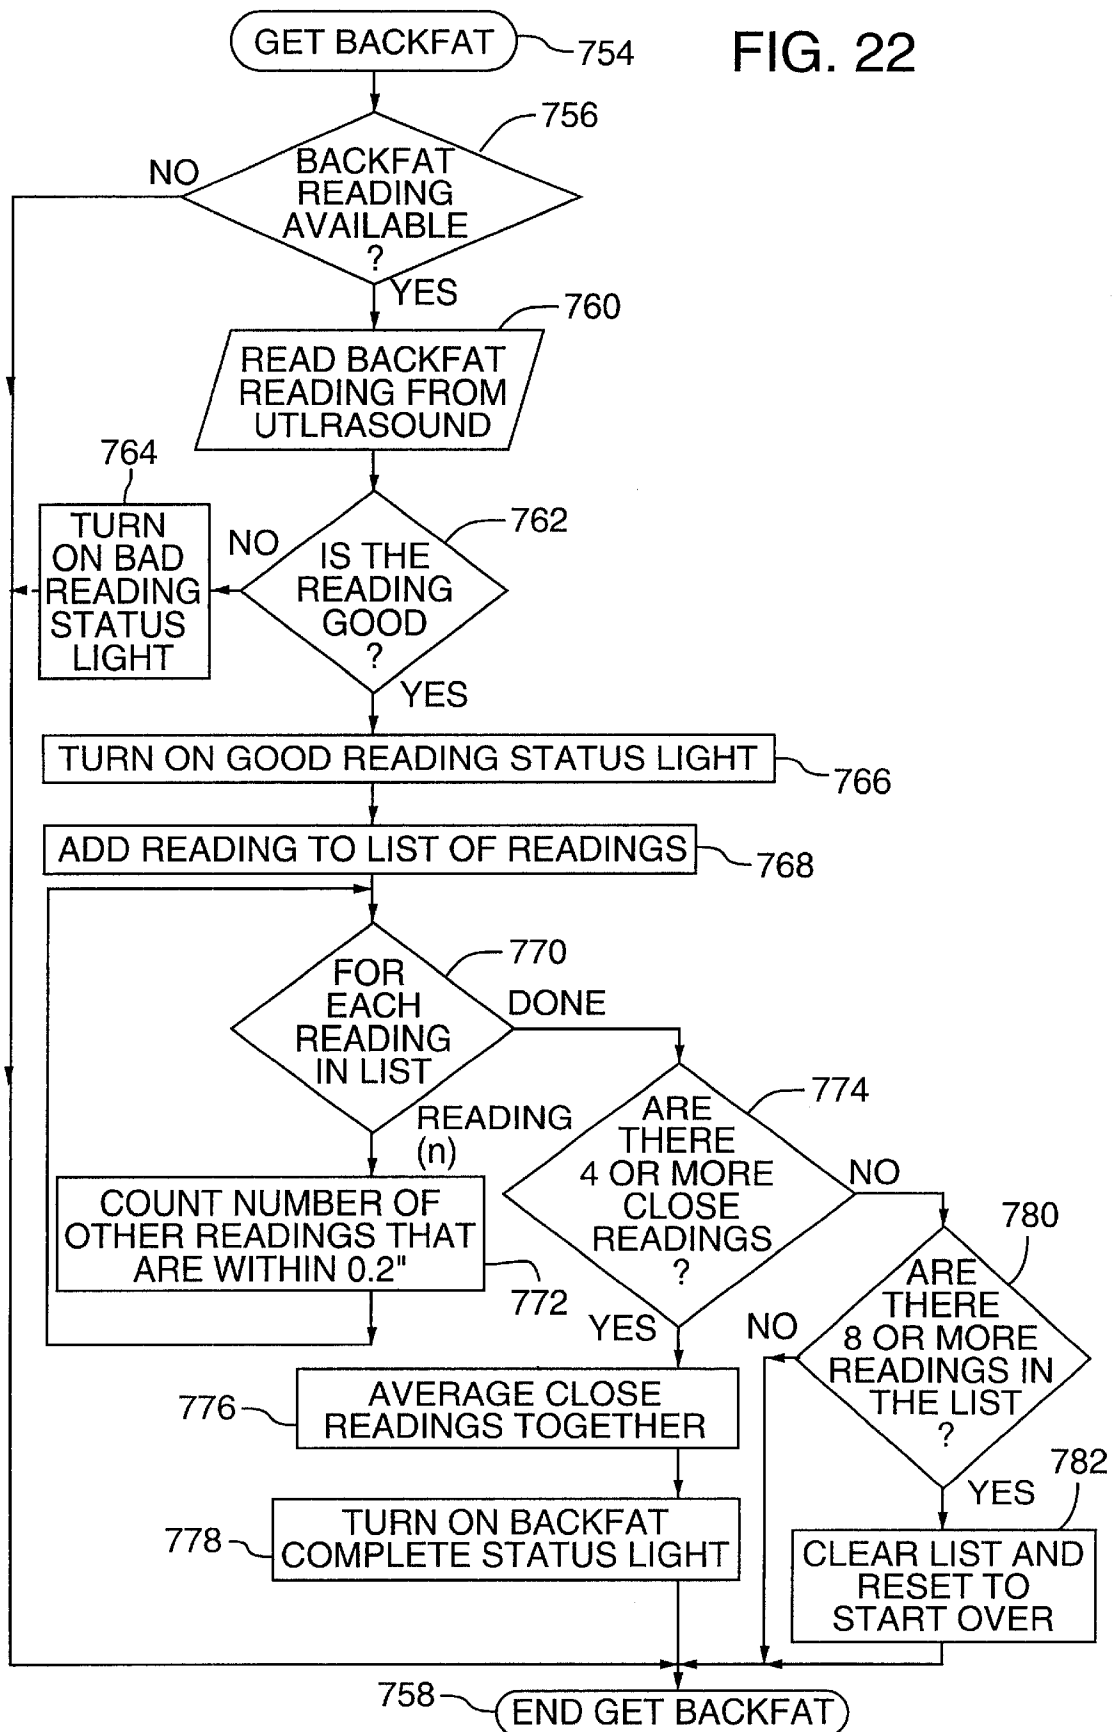 GET BACKFAT
754
FIG. 22
756
BACKFAT
READING
AVAILABLE
?
NO
YES
760
READ BACKFAT
READING FROM
UTLRASOUND
764
TURN
ON BAD
READING
STATUS
LIGHT
NO
762
IS THE
READING
GOOD
?
YES
TURN ON GOOD READING STATUS LIGHT
766
ADD READING TO LIST OF READINGS
768
770
FOR
EACH
READING
IN LIST
DONE
READING
(n)
COUNT NUMBER OF
OTHER READINGS THAT
ARE WITHIN 0.2"
772
774
ARE
THERE
4 OR MORE
CLOSE
READINGS
?
NO
YES
780
ARE
THERE
8 OR MORE
READINGS IN
THE LIST
?
NO
YES
776
AVERAGE CLOSE
READINGS TOGETHER
778
TURN ON BACKFAT
COMPLETE STATUS LIGHT
782
CLEAR LIST AND
RESET TO
START OVER
758
END GET BACKFAT